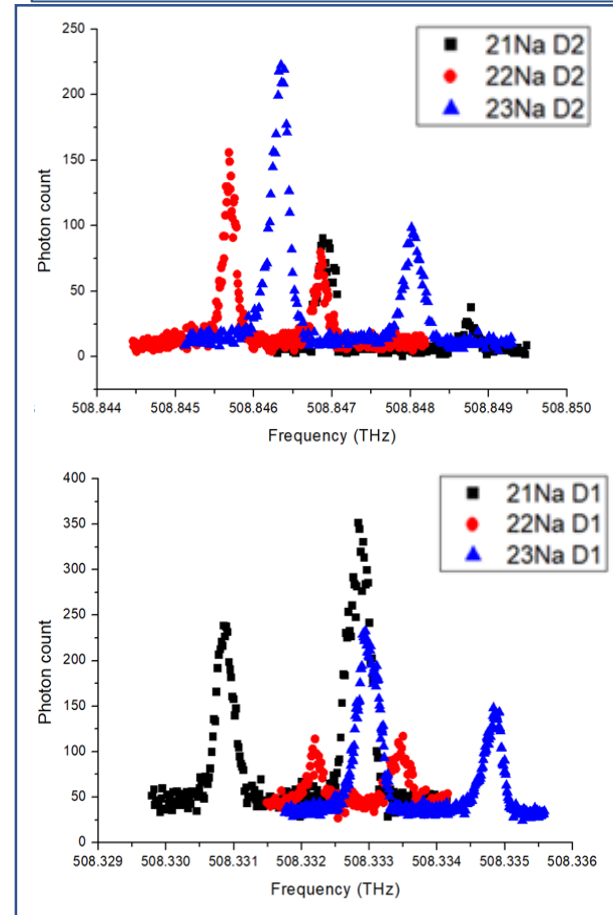 250
21Na D2
22Na D2
23Na D2
200
150
100
50
0
Photon count
508.844 508.845 508.846 508.847 508.848 508.849 508.850
Frequency (THz)
400
21Na D1
22Na D1
23Na D1
350
300
250
200
150
100
50
0
Photon count
508.329 508.330 508.331 508.332 508.333 508.334 508.335 508.336
Frequency (THz)